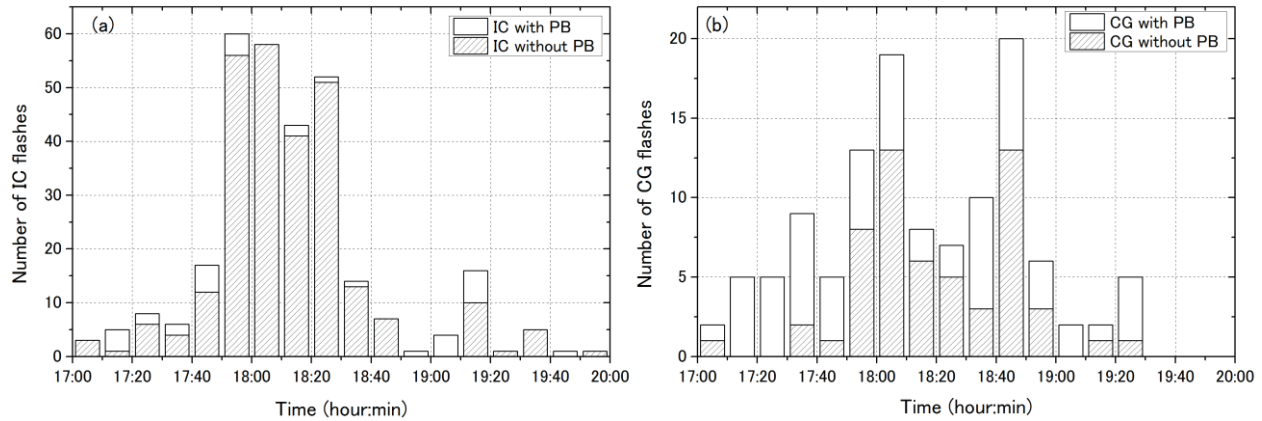 (a)
IC with PB
IC without PB
Number of IC flashes
60
50
40
30
20
10
0
17:00 17:20 17:40 18:00 18:20 18:40 19:00 19:20 19:40 20:00
Time (hour:min)
(b)
CG with PB
CG without PB
Number of CG flashes
20
15
10
5
0
17:00 17:20 17:40 18:00 18:20 18:40 19:00 19:20 19:40 20:00
Time (hour:min)